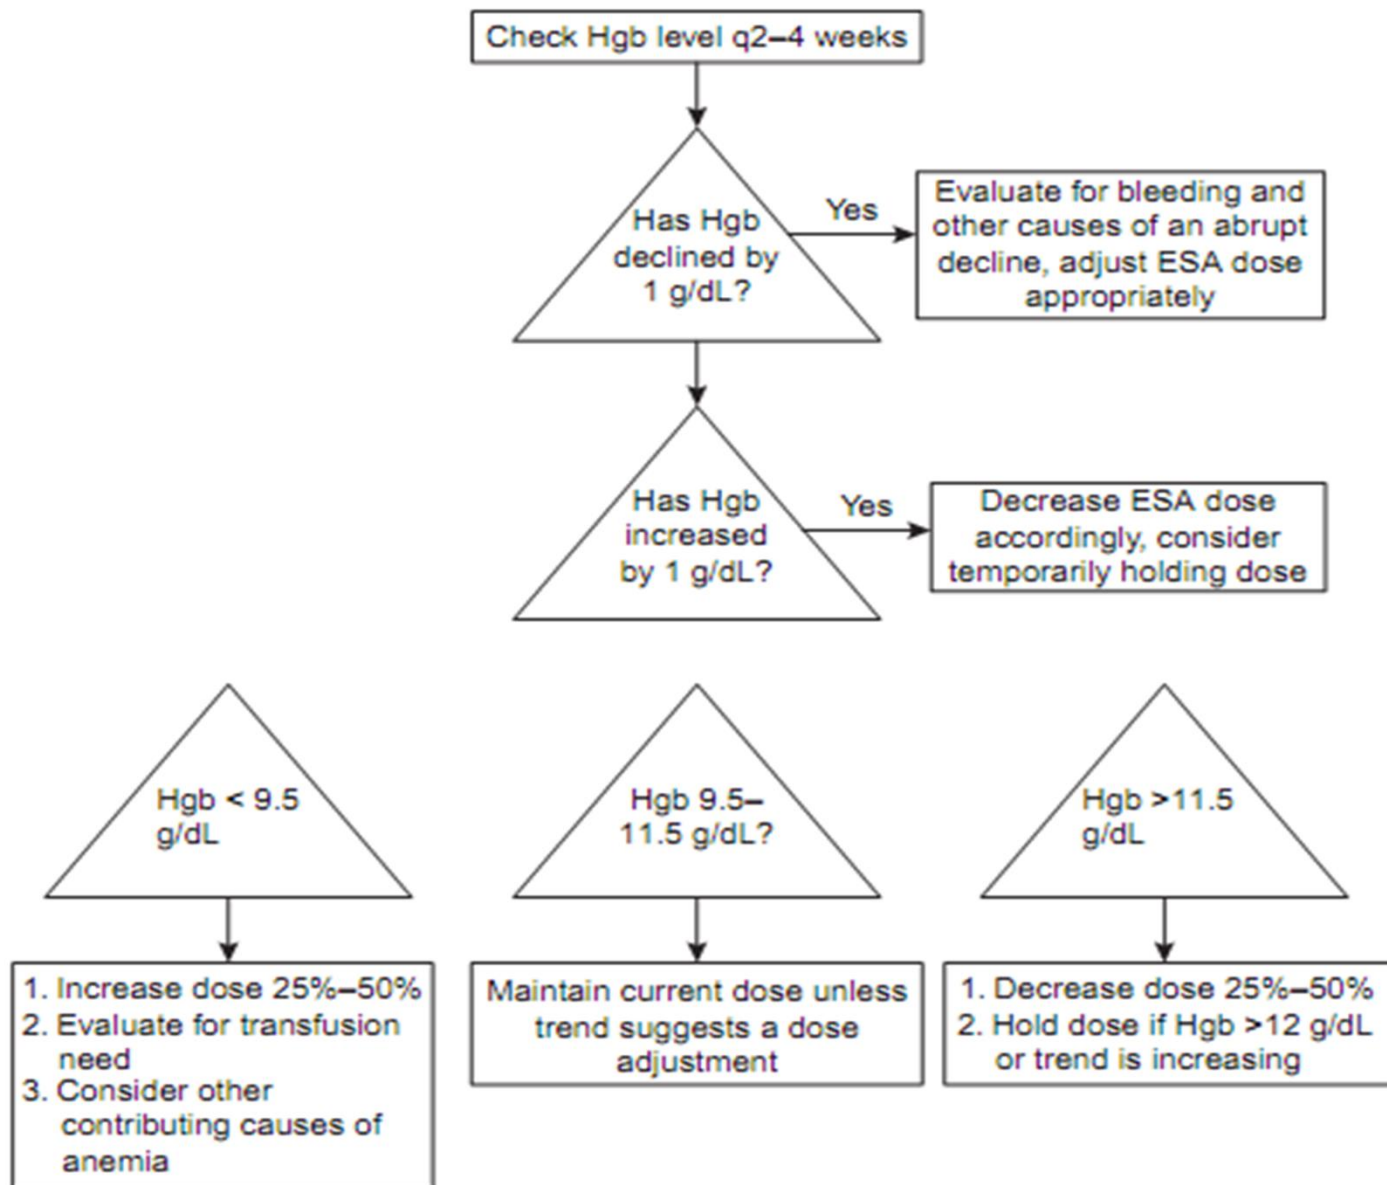 Check Hgb level q2–4 weeks
Has Hgb
declined by
1 g/dL?
Yes
Evaluate for bleeding and
other causes of an abrupt
decline, adjust ESA dose
appropriately
Has Hgb
increased
by 1 g/dL?
Yes
Decrease ESA dose
accordingly, consider
temporarily holding dose
Hgb < 9.5
g/dL
Hgb 9.5–
11.5 g/dL?
Hgb >11.5
g/dL
1. Increase dose 25%–50%
2. Evaluate for transfusion
need
3. Consider other
contributing causes of
anemia
Maintain current dose unless
trend suggests a dose
adjustment
1. Decrease dose 25%–50%
2. Hold dose if Hgb >12 g/dL
or trend is increasing